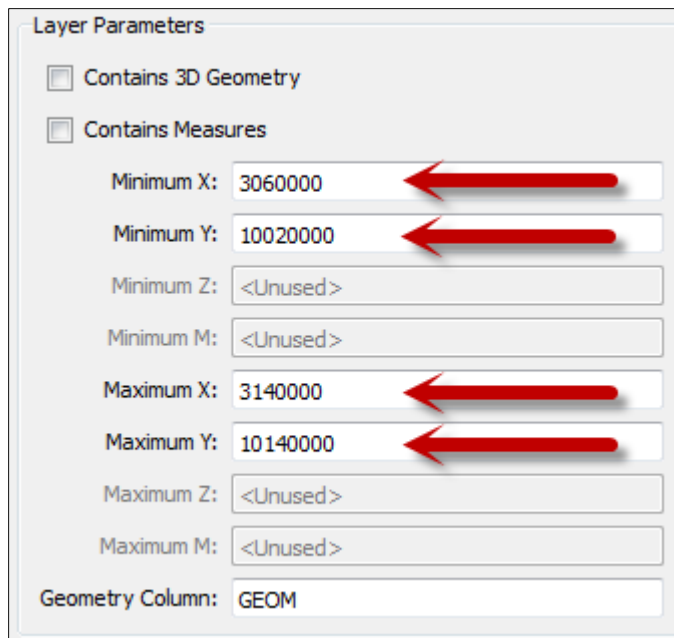 Layer Parameters
Contains 3D Geometry
Contains Measures
Minimum X: 3060000
Minimum Y: 10020000
Minimum Z: <Unused>
Minimum M: <Unused>
Maximum X: 3140000
Maximum Y: 10140000
Maximum Z: <Unused>
Maximum M: <Unused>
Geometry Column: GEOM